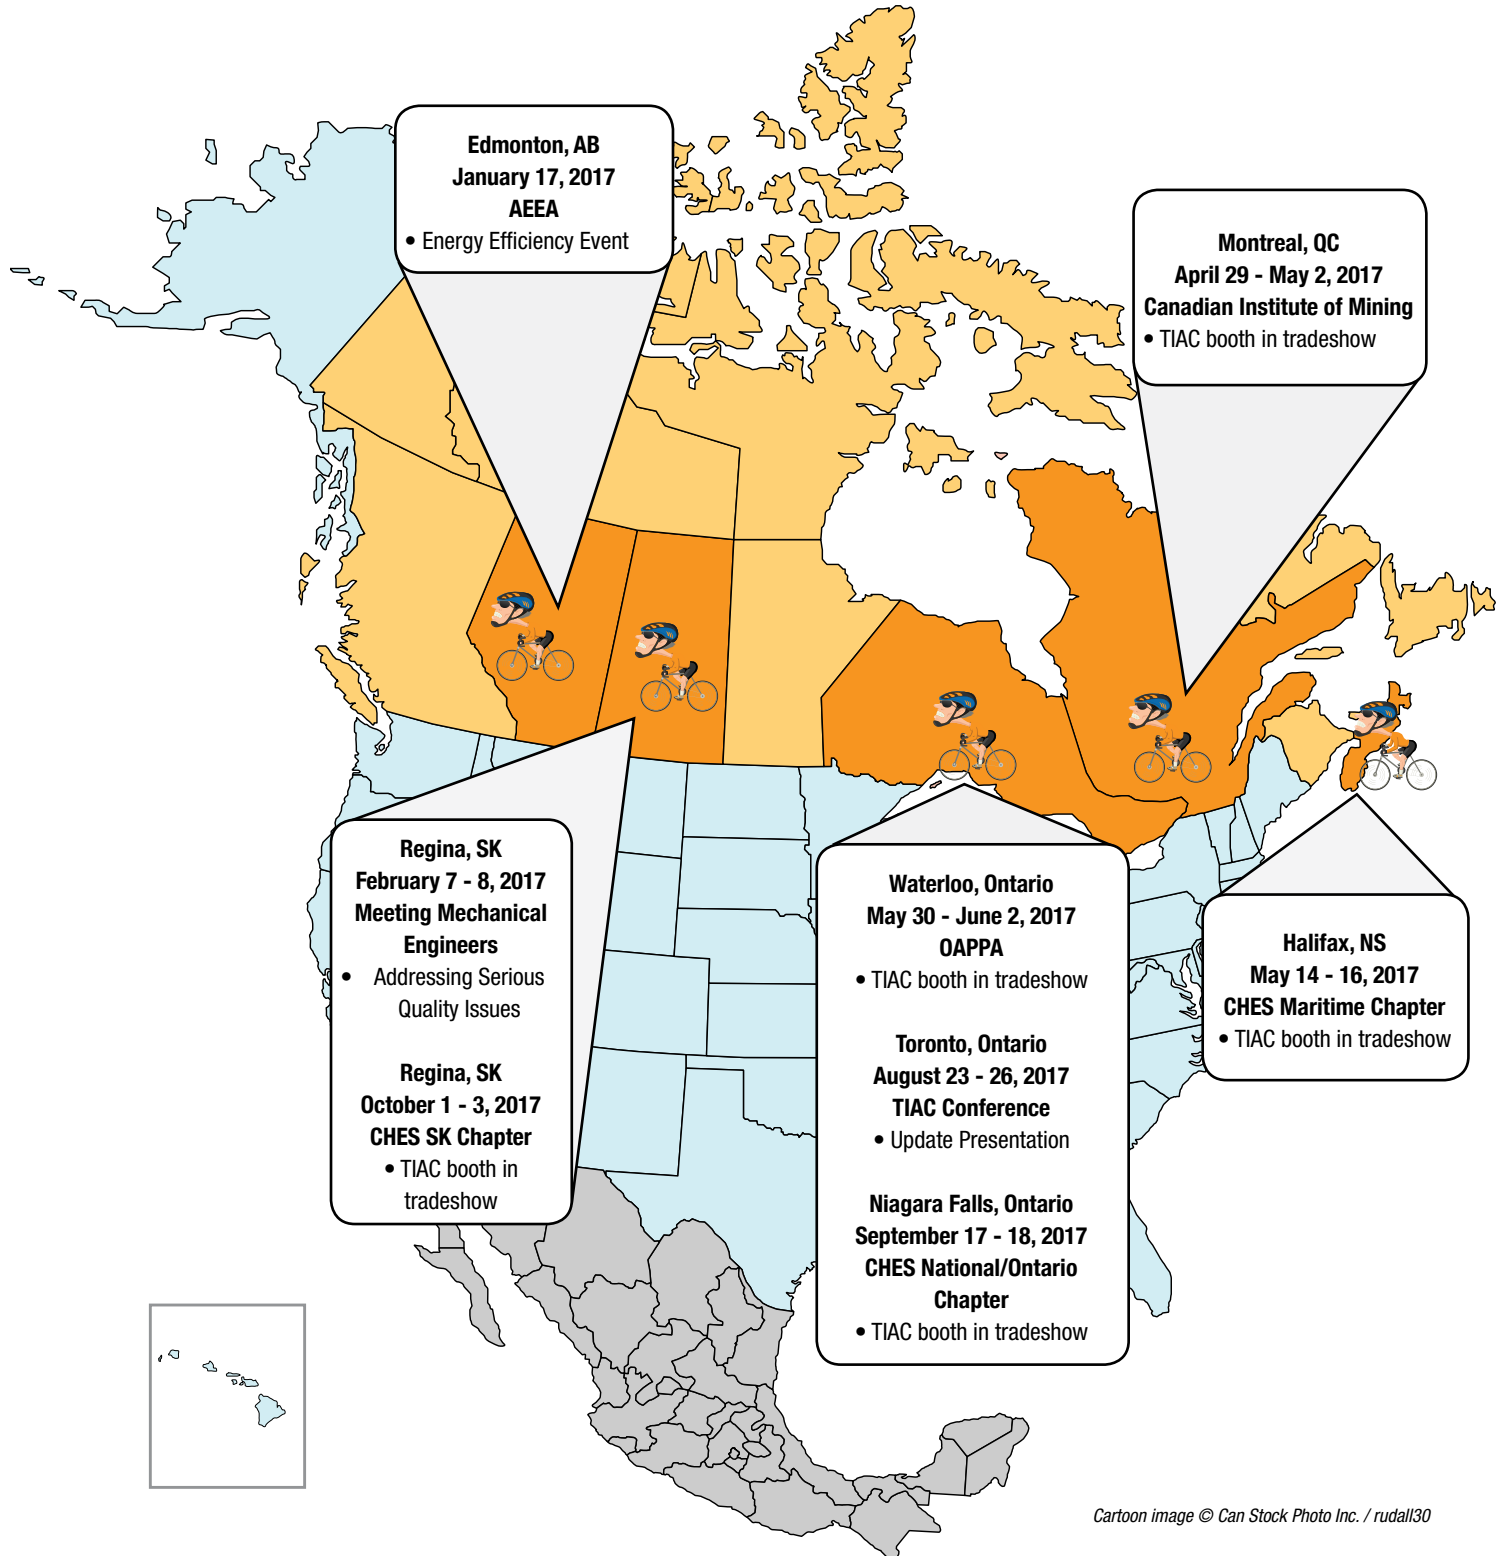 Edmonton, AB
January 17, 2017
AEEA
• Energy Efficiency Event
Montreal, QC
April 29 - May 2, 2017
Canadian Institute of Mining
• TIAC booth in tradeshow
Regina, SK
February 7 - 8, 2017
Meeting Mechanical
Engineers
• Addressing Serious
Quality Issues
Regina, SK
October 1 - 3, 2017
CHES SK Chapter
• TIAC booth in
tradeshow
Waterloo, Ontario
May 30 - June 2, 2017
OAPPA
• TIAC booth in tradeshow
Toronto, Ontario
August 23 - 26, 2017
TIAC Conference
• Update Presentation
Niagara Falls, Ontario
September 17 - 18, 2017
CHES National/Ontario
Chapter
• TIAC booth in tradeshow
Halifax, NS
May 14 - 16, 2017
CHES Maritime Chapter
• TIAC booth in tradeshow
Cartoon image © Can Stock Photo Inc. / rudall30